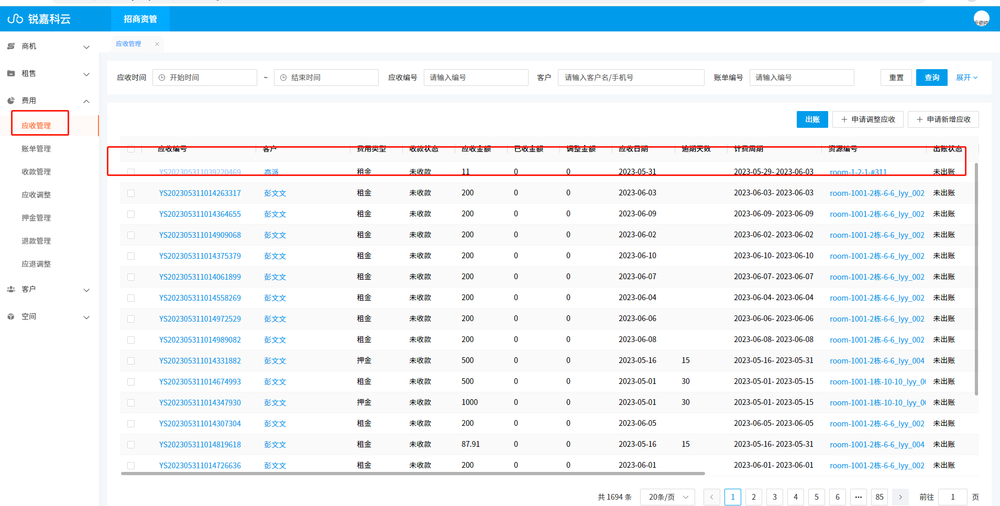 锐嘉科云 招商资管
商机
租售
费用
应收管理
账单管理
收款管理
应收调整
押金管理
退款管理
应退调整
客户
空间
应收管理 ×
应收时间 开始时间 ~ 结束时间 应收编号 请输入编号 客户 请输入客户名/手机号 账单编号 请输入编号 重置 查询 展开
出账 + 申请调整应收 + 申请新增应收
应收编号 客户 费用类型 收款状态 应收金额 已收金额 调整金额 应收日期 逾期天数 计费周期 资源编号 出账状态
YS202305311039220469 高派 租金 未收款 11 0 0 2023-05-31 2023-05-29- 2023-06-03 room-1-2-1-#311 未出账
YS202305311014263317 彭文文 租金 未收款 200 0 0 2023-06-03 2023-06-03- 2023-06-03 room-1001-2栋-6-6_lyy_002 未出账
YS202305311014364655 彭文文 租金 未收款 200 0 0 2023-06-09 2023-06-09- 2023-06-09 room-1001-2栋-6-6_lyy_002 未出账
YS202305311014909068 彭文文 租金 未收款 200 0 0 2023-06-02 2023-06-02- 2023-06-02 room-1001-2栋-6-6_lyy_002 未出账
YS202305311014375379 彭文文 租金 未收款 200 0 0 2023-06-10 2023-06-10- 2023-06-10 room-1001-2栋-6-6_lyy_002 未出账
YS202305311014061899 彭文文 租金 未收款 200 0 0 2023-06-07 2023-06-07- 2023-06-07 room-1001-2栋-6-6_lyy_002 未出账
YS202305311014558269 彭文文 租金 未收款 200 0 0 2023-06-04 2023-06-04- 2023-06-04 room-1001-2栋-6-6_lyy_002 未出账
YS202305311014972529 彭文文 租金 未收款 200 0 0 2023-06-06 2023-06-06- 2023-06-06 room-1001-2栋-6-6_lyy_002 未出账
YS202305311014989082 彭文文 租金 未收款 200 0 0 2023-06-08 2023-06-08- 2023-06-08 room-1001-2栋-6-6_lyy_002 未出账
YS202305311014331882 彭文文 押金 未收款 500 0 0 2023-05-16 15 2023-05-16- 2023-05-31 room-1001-2栋-6-6_lyy_004 未出账
YS202305311014674993 彭文文 租金 未收款 500 0 0 2023-05-01 30 2023-05-01- 2023-05-15 room-1001-1栋-10-10_lyy_0 未出账
YS202305311014347930 彭文文 押金 未收款 1000 0 0 2023-05-01 30 2023-05-01- 2023-05-15 room-1001-1栋-10-10_lyy_0 未出账
YS202305311014307304 彭文文 租金 未收款 200 0 0 2023-06-05 2023-06-05- 2023-06-05 room-1001-2栋-6-6_lyy_002 未出账
YS202305311014819618 彭文文 租金 未收款 87.91 0 0 2023-05-16 15 2023-05-16- 2023-05-31 room-1001-2栋-6-6_lyy_004 未出账
YS202305311014726636 彭文文 租金 未收款 200 0 0 2023-06-01 2023-06-01- 2023-06-01 room-1001-2栋-6-6_lyy_002 未出账
共 1694 条 20条/页 < 1 2 3 4 5 6 ••• 85 > 前往 1 页